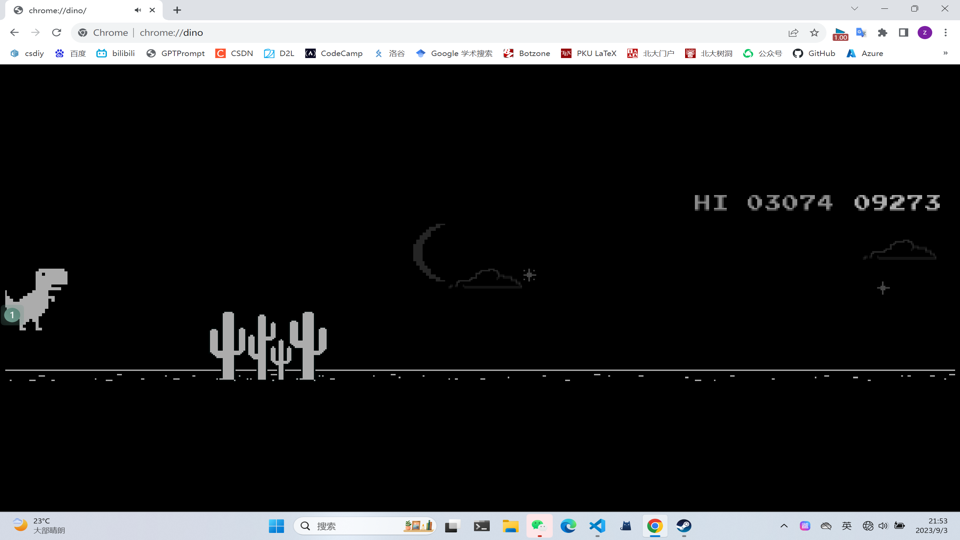 chrome://dino/
Chrome | chrome://dino
1.00
z
csdiy 百度 bilibili GPTPrompt CSDN D2L CodeCamp 洛谷 Google 学术搜索 Botzone PKU LaTeX 北大门户 北大树洞 公众号 GitHub Azure »
HI 03074 09273
1
23°C
大部晴朗
搜索
英
21:53
2023/9/3